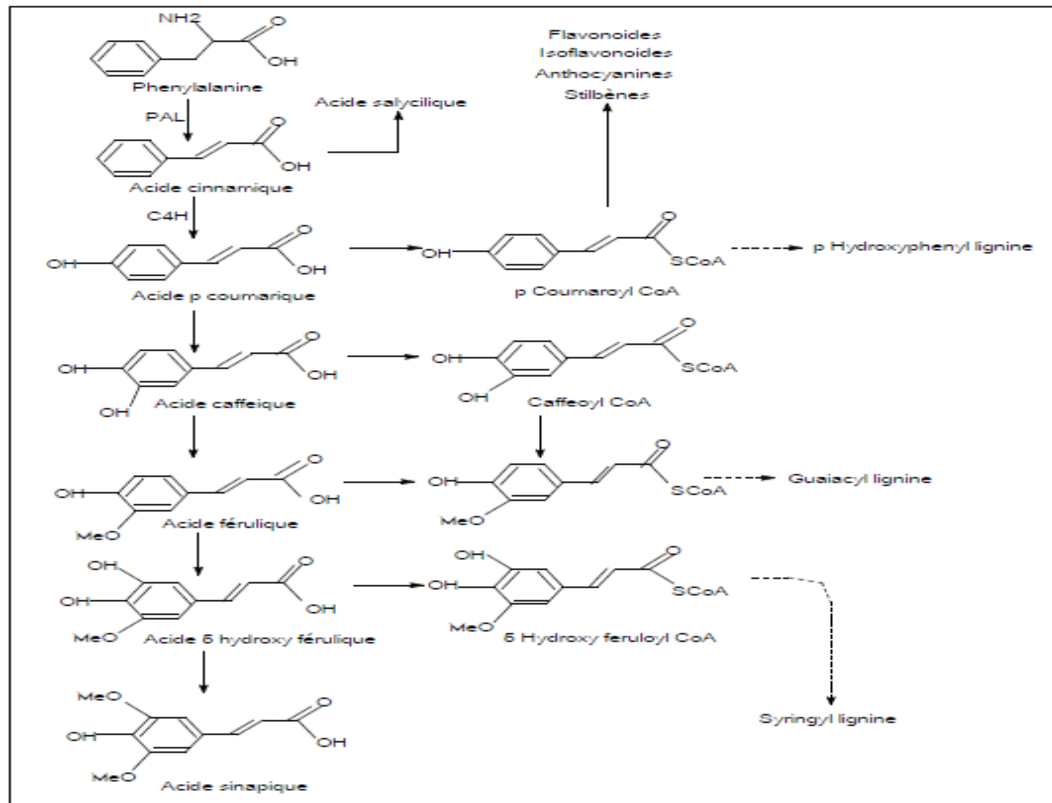 NH2
O
OH
Phenylalanine
PAL
O
OH
Acide cinnamique
Acide salycilique
Flavonoides
Isoflavonoides
Anthocyanines
Stilbènes
C4H
OH
O
OH
Acide p coumarique
OH
O
SCoA
p Coumaroyl CoA
p Hydroxyphenyl lignine
OH
OH
O
OH
Acide caffeique
OH
OH
O
SCoA
Caffeoyl CoA
OH
MeO
O
OH
Acide férulique
OH
MeO
O
SCoA
Guaiacyl lignine
OH
OH
MeO
O
OH
Acide 5 hydroxy férulique
OH
OH
MeO
O
SCoA
5 Hydroxy feruloyl CoA
Syringyl lignine
MeO
OH
MeO
O
OH
Acide sinapique